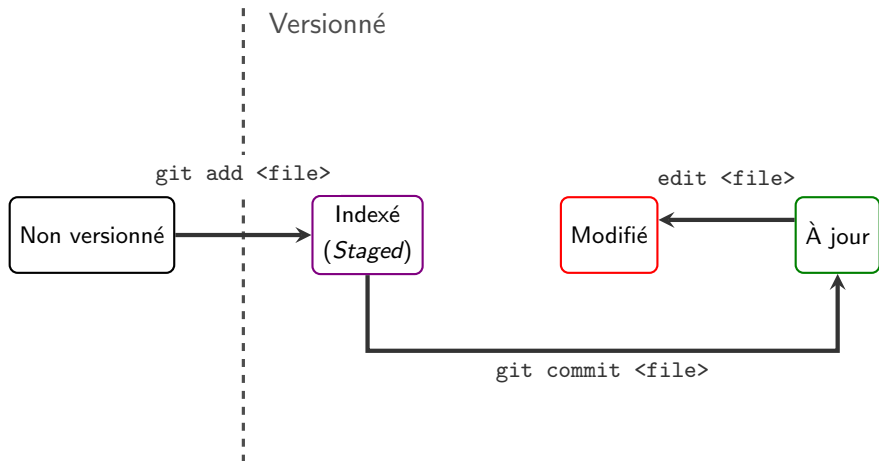 Versionné
git add <file>
edit <file>
Non versionné
Indexé
(Staged)
Modifié
À jour
git commit <file>